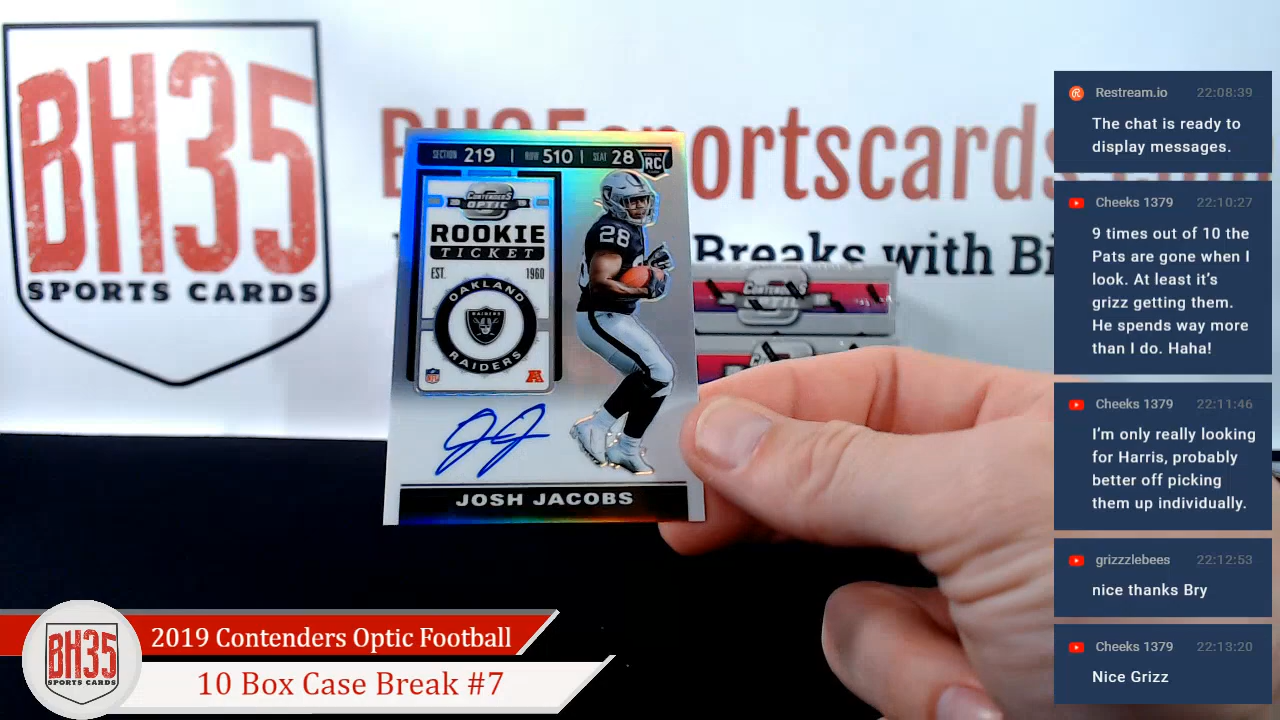 BH35
SPORTS CARDS
BH35sportscards
Breaks with
SECTION 219 | ROW 510 | SEAT 28
RC
CONTENDERS
OPTIC
ROOKIE
TICKET
EST. 1960
OAKLAND
RAIDERS
RAIDERS
NFL
A
28
JJ
JOSH JACOBS
CONTENDERS
Restream.io 22:08:39
The chat is ready to
display messages.
Cheeks 1379 22:10:27
9 times out of 10 the
Pats are gone when I
look. At least it's
grizz getting them.
He spends way more
than I do. Haha!
Cheeks 1379 22:11:46
I'm only really looking
for Harris, probably
better off picking
them up individually.
grizzzlebees 22:12:53
nice thanks Bry
Cheeks 1379 22:13:20
Nice Grizz
BH35
SPORTS CARDS
2019 Contenders Optic Football
10 Box Case Break #7